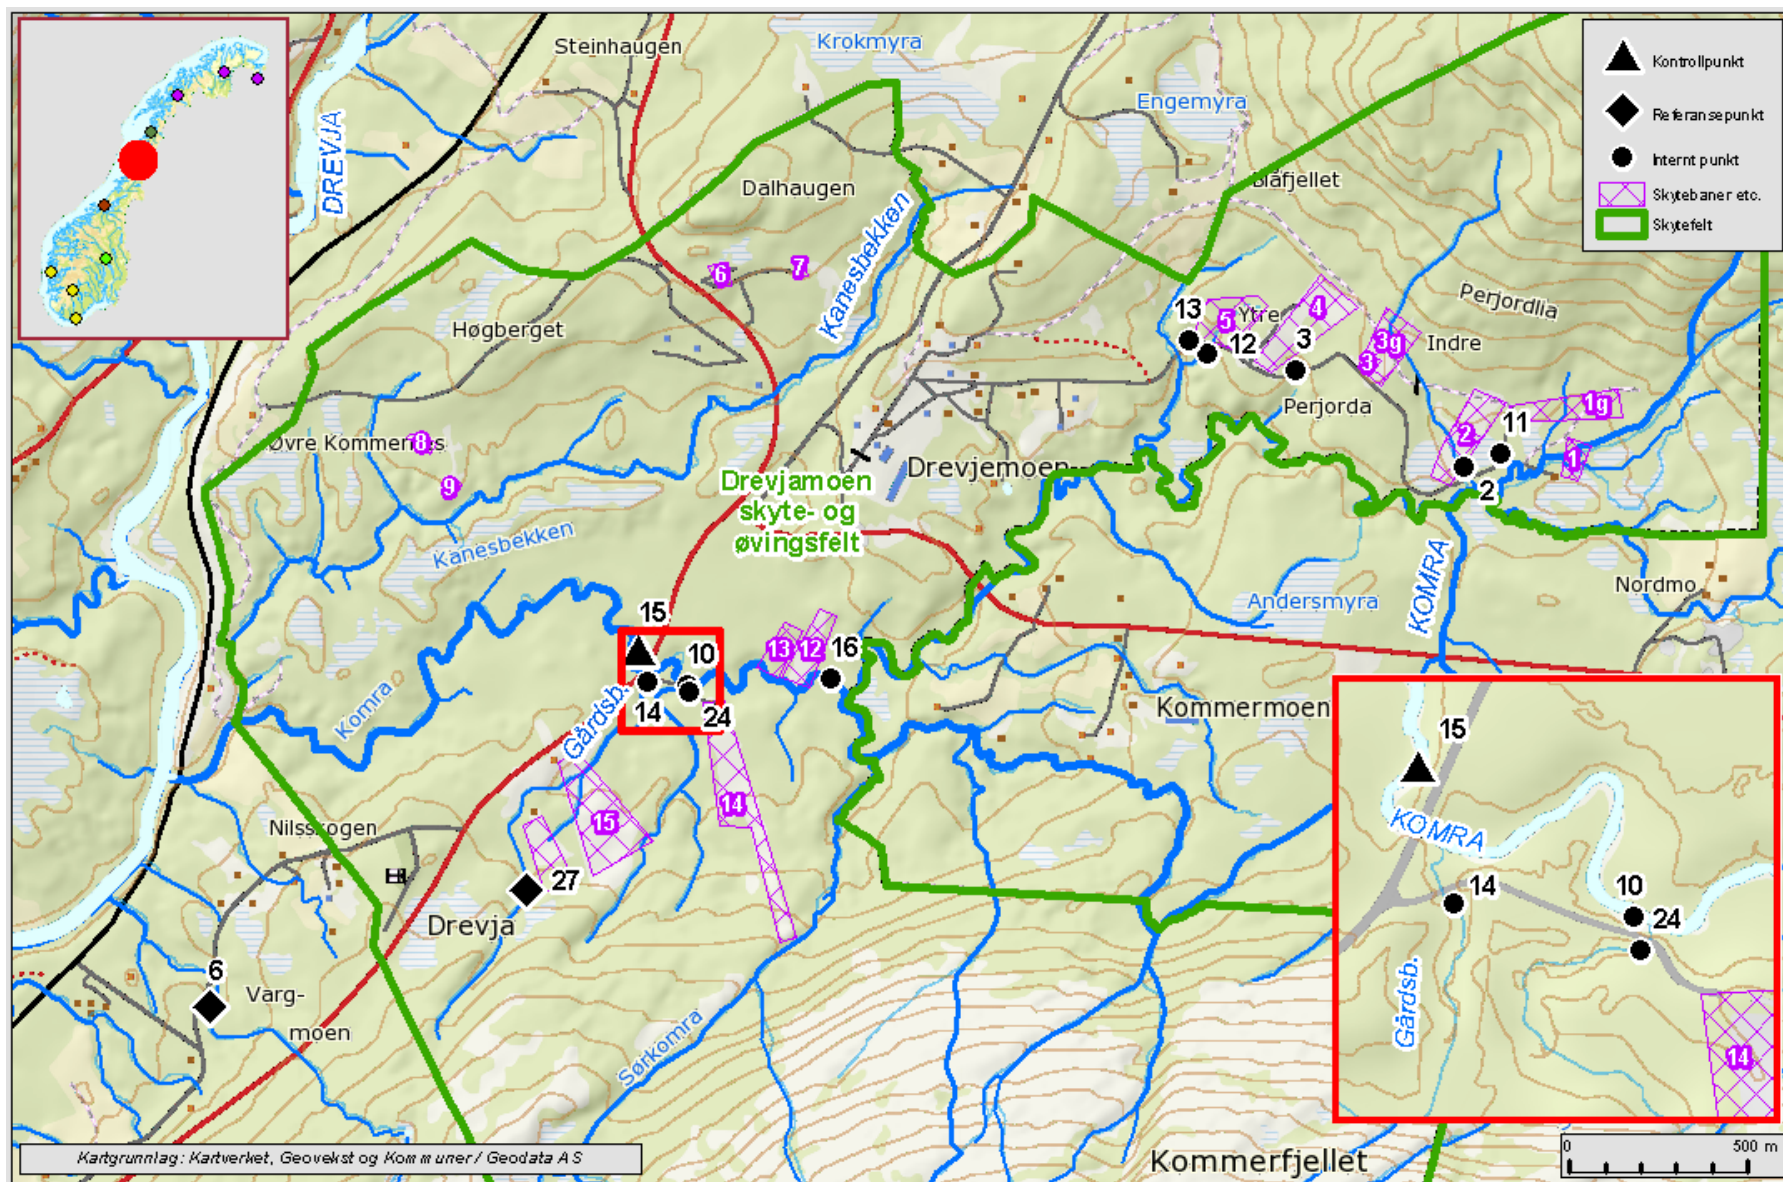 Steinhaugen
Krokmyra
Kontrollpunkt
Engemyra
Referansepunkt
DREVJA
Internt punkt
Dalhaugen
Blåfjellet
Skytebaner etc.
Skytefelt
Kanesbekken
6
7
Perjordlia
Høgberget
13
5
Ytre
4
12
3
3g
3
Indre
Perjorda
1g
Øvre Kommernes
8
2
11
1
9
Drevjemoen
Drevjamoen
skyte- og
øvingsfelt
2
Kanesbekken
KOMRA
Nordmo
Andersmyra
15
10
13
12
16
Komra
Gårdsb.
14
24
Kommermoen
15
KOMRA
14
10
24
Gårdsb.
14
14
15
Nilsskogen
27
Drevja
6
Varg-
moen
Sørkomra
Kommerfjellet
0
500 m
Kartgrunnlag: Kartverket, Geovekst og Kommuner / Geodata AS